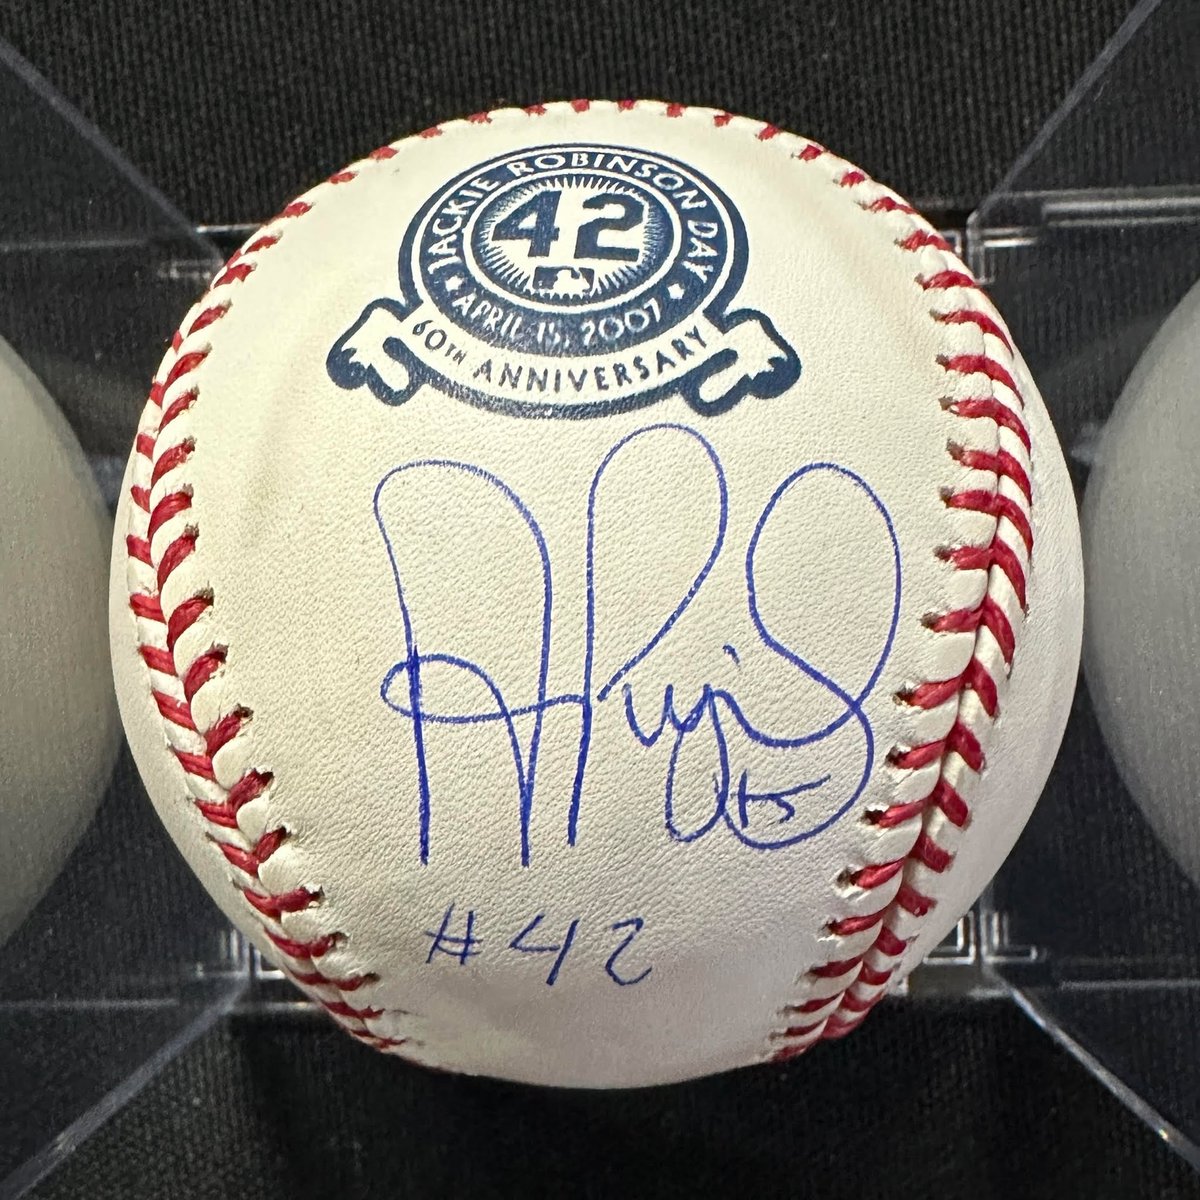 JACKIE ROBINSON DAY
42
APRIL 15, 2007
60TH ANNIVERSARY
#42